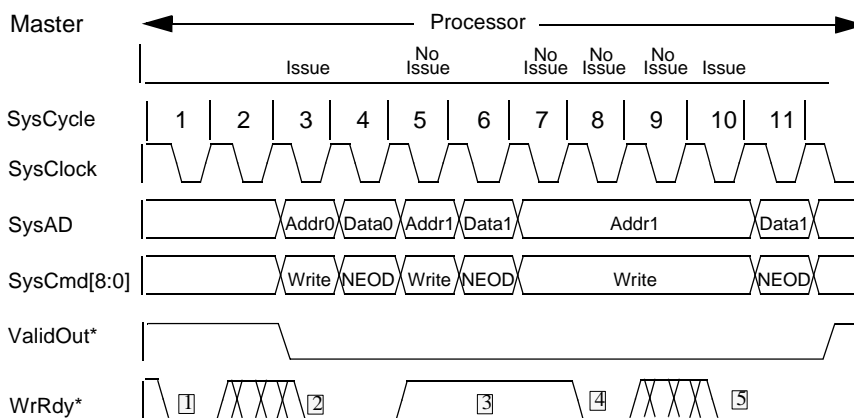 Master Processor
Issue No Issue No Issue No Issue No Issue Issue
SysCycle 1 2 3 4 5 6 7 8 9 10 11
SysClock
SysAD Addr0 Data0 Addr1 Data1 Addr1 Data1
SysCmd[8:0] Write NEOD Write NEOD Write NEOD
ValidOut*
WrRdy* 1 2 3 4 5